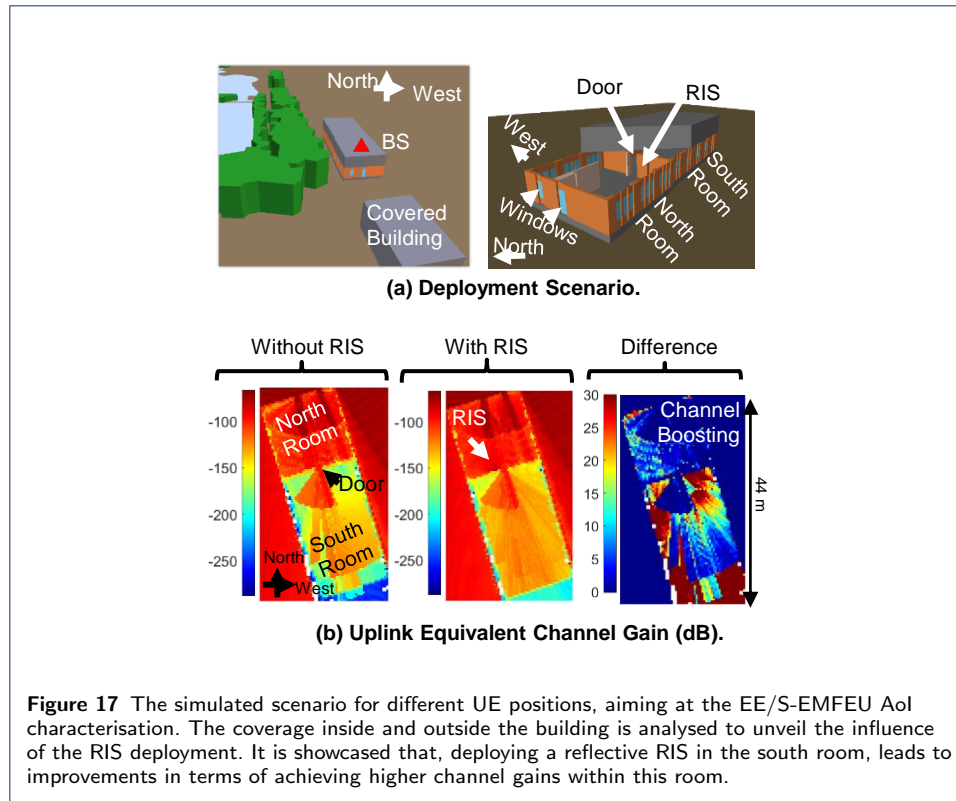 North
West
BS
Covered
Building
Door
RIS
West
Windows
North
North
Room
South
Room
(a) Deployment Scenario.
Without RIS
With RIS
Difference
-100
-150
-200
-250
North
Room
Door
South
Room
North
West
-100
-150
-200
-250
RIS
30
25
20
15
10
5
0
Channel
Boosting
44 m
(b) Uplink Equivalent Channel Gain (dB).
Figure 17 The simulated scenario for different UE positions, aiming at the EE/S-EMFEU AoI
characterisation. The coverage inside and outside the building is analysed to unveil the influence
of the RIS deployment. It is showcased that, deploying a reflective RIS in the south room, leads to
improvements in terms of achieving higher channel gains within this room.